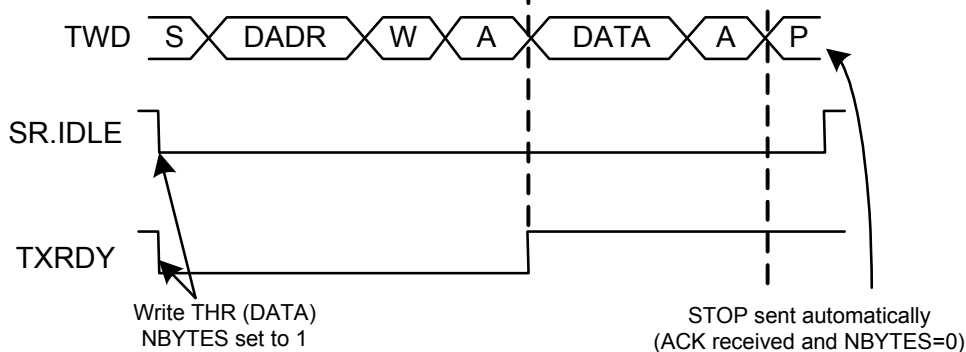 TWD S DADR W A DATA A P
SR.IDLE
TXRDY
Write THR (DATA)
NBYTES set to 1
STOP sent automatically
(ACK received and NBYTES=0)